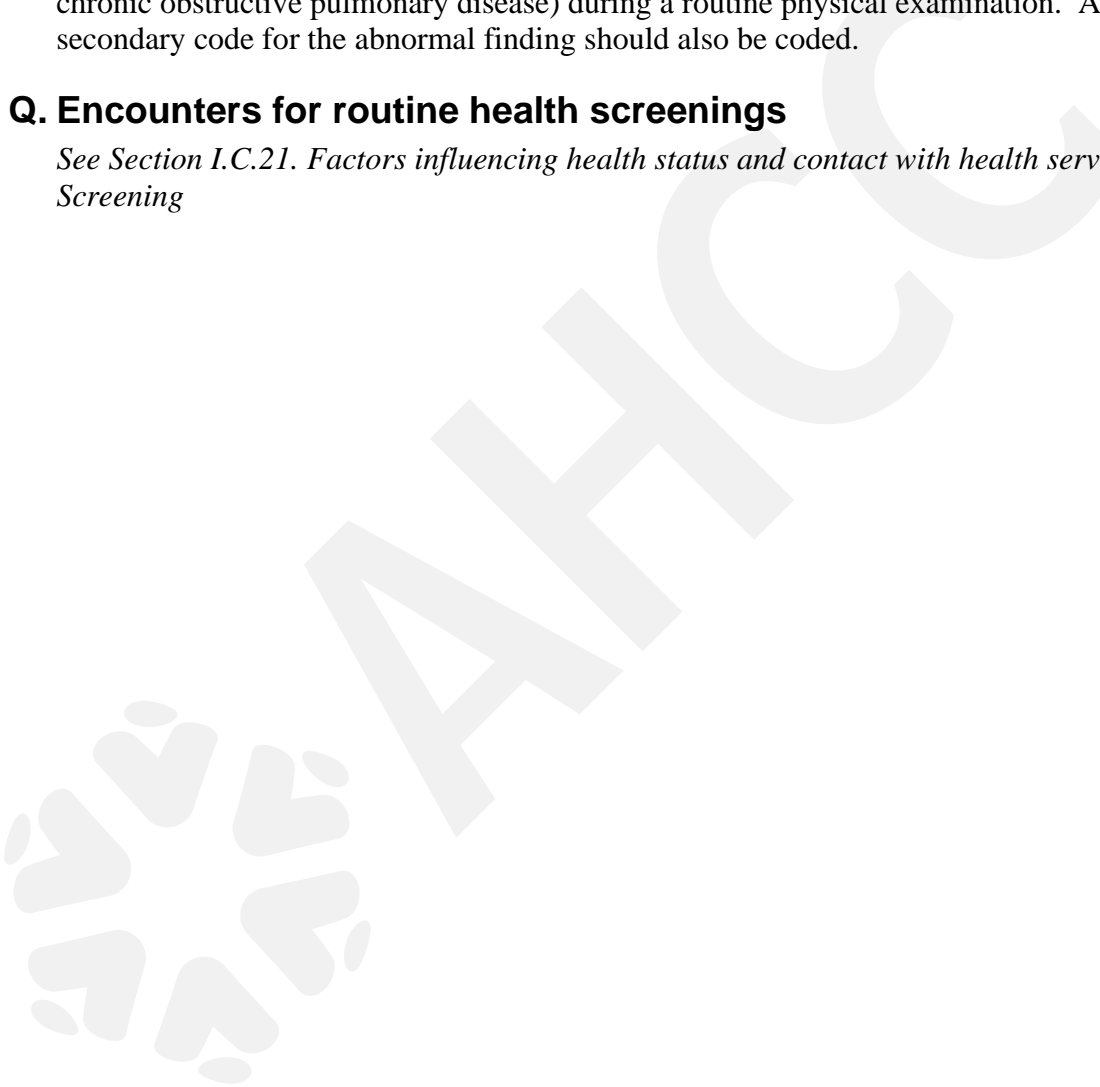 chronic obstructive pulmonary disease) during a routine physical examination.  A
secondary code for the abnormal finding should also be coded.
Q. Encounters for routine health screenings
See Section I.C.21. Factors influencing health status and contact with health serv
Screening
AHCC